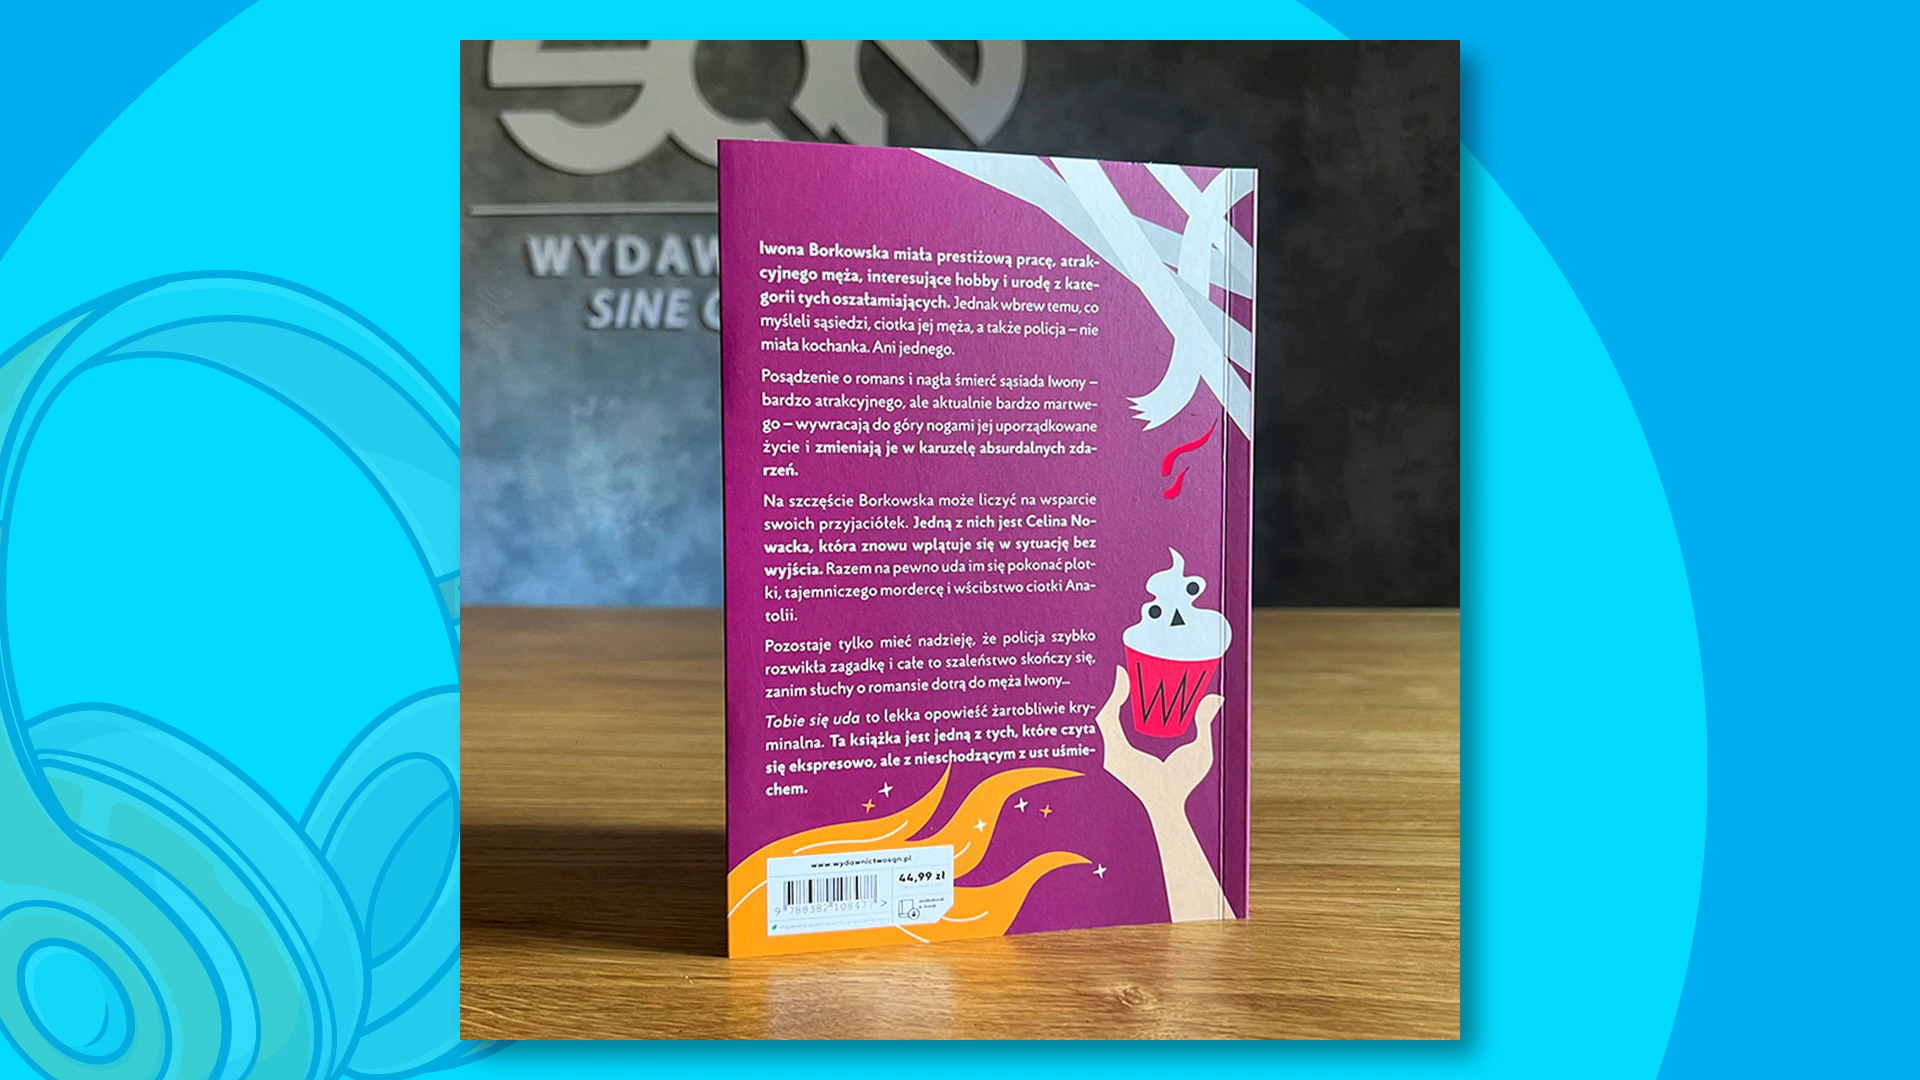 SQN
WYDAW
SINE
Iwona Borkowska miała prestiżową pracę, atrak-
cyjnego męża, interesujące hobby i urodę z kate-
gorii tych oszałamiających. Jednak wbrew temu, co
myśleli sąsiedzi, ciotka jej męża, a także policja – nie
miała kochanka. Ani jednego.
Posądzenie o romans i nagła śmierć sąsiada Iwony –
bardzo atrakcyjnego, ale aktualnie bardzo martwe-
go – wywracają do góry nogami jej uporządkowane
życie i zmieniają je w karuzelę absurdalnych zda-
rzeń.
Na szczęście Borkowska może liczyć na wsparcie
swoich przyjaciółek. Jedną z nich jest Celina No-
wacka, która znowu wplątuje się w sytuację bez
wyjścia. Razem na pewno uda im się pokonać plot-
ki, tajemniczego mordercę i wścibstwo ciotki Ana-
tolii.
Pozostaje tylko mieć nadzieję, że policja szybko
rozwikła zagadkę i całe to szaleństwo skończy się,
zanim słuchy o romansie dotrą do męża Iwony...
Tobie się uda to lekka opowieść żartobliwie kry-
minalna. Ta książka jest jedną z tych, które czyta
się ekspresowo, ale z nieschodzącym z ust uśmie-
chem.
W
www.wydawnictwosqn.pl
44,99 zł
9 788382 108477 >